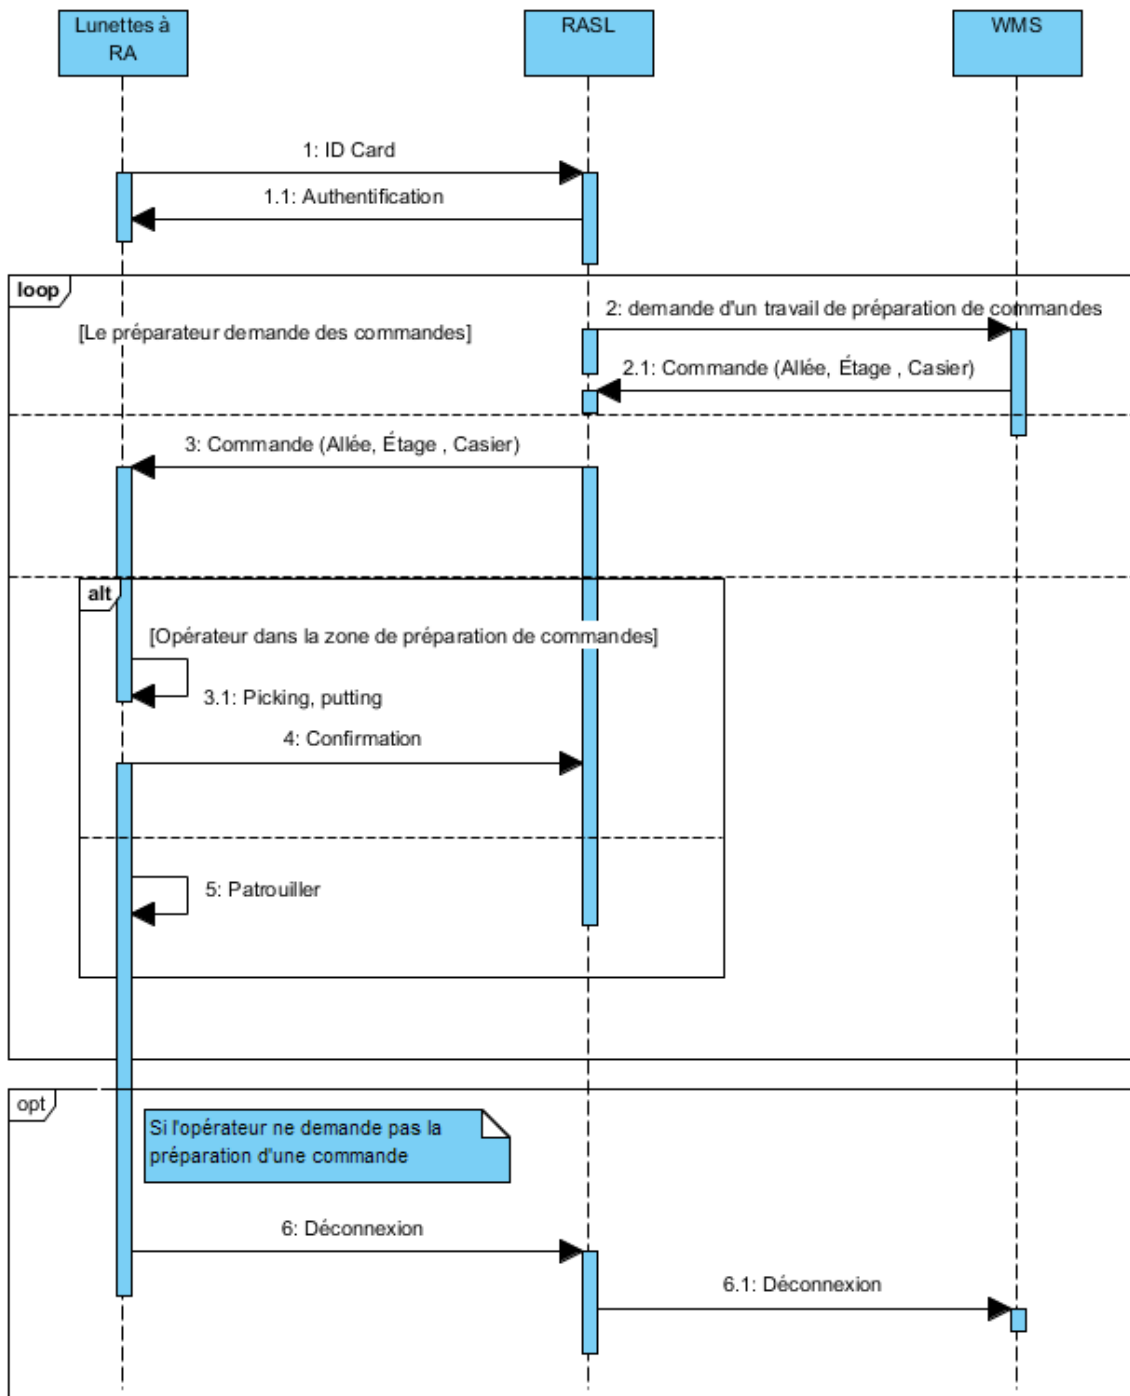 Lunettes à
RA
RASL
WMS
1: ID Card
1.1: Authentification
loop
2: demande d'un travail de préparation de commandes
[Le préparateur demande des commandes]
2.1: Commande (Allée, Étage , Casier)
3: Commande (Allée, Étage , Casier)
alt
[Opérateur dans la zone de préparation de commandes]
3.1: Picking, putting
4: Confirmation
5: Patrouiller
opt
Si l'opérateur ne demande pas la
préparation d'une commande
6: Déconnexion
6.1: Déconnexion